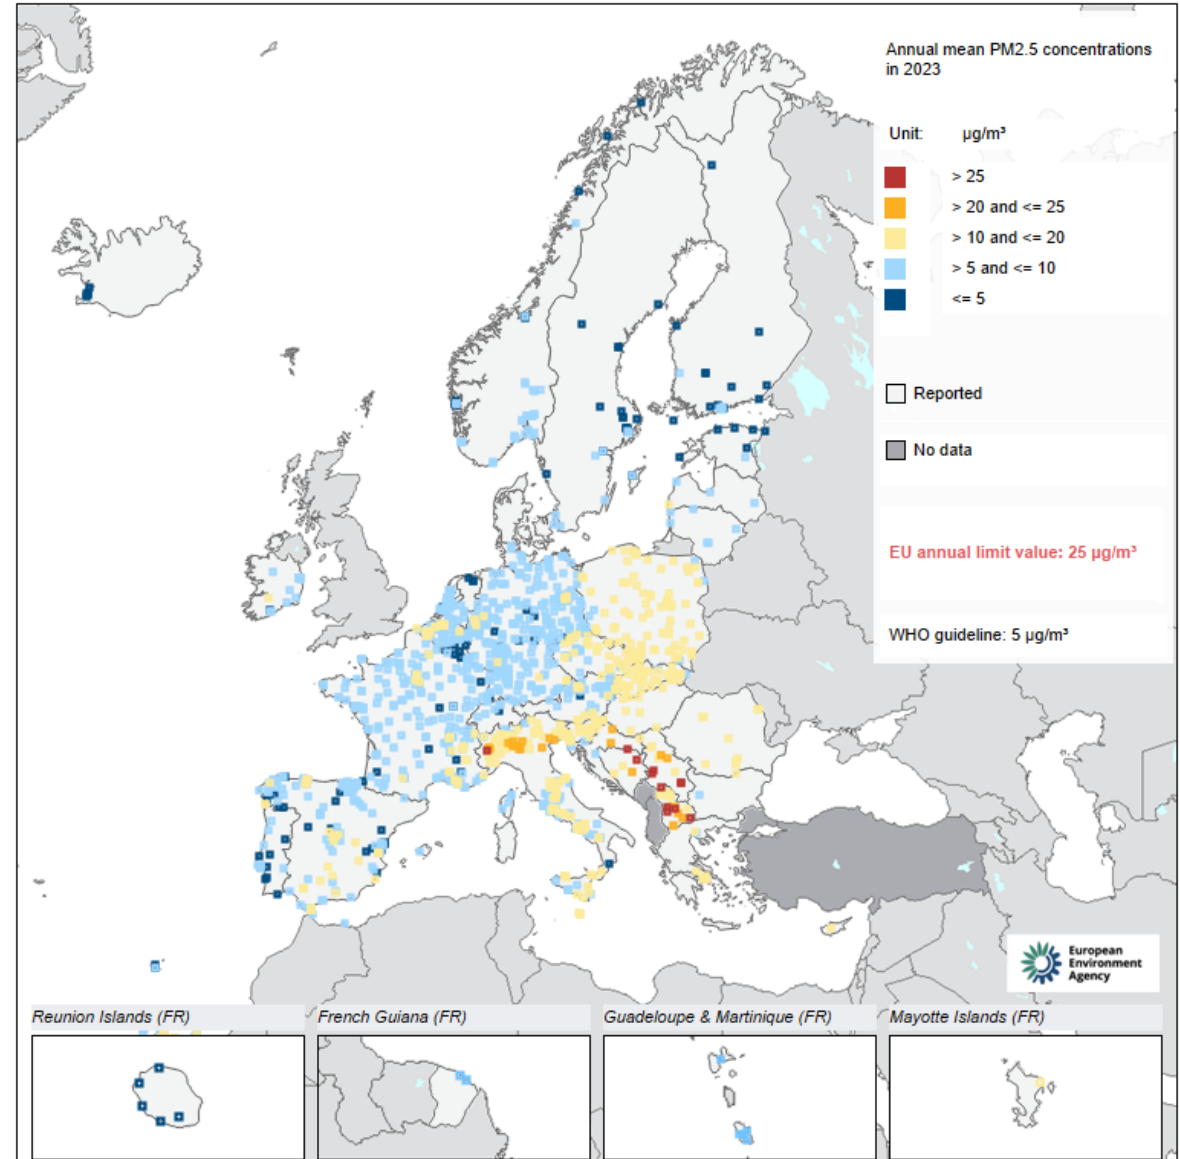 Annual mean PM2.5 concentrations
in 2023
Unit: µg/m³
> 25
> 20 and <= 25
> 10 and <= 20
> 5 and <= 10
<= 5
Reported
No data
EU annual limit value: 25 µg/m³
WHO guideline: 5 µg/m³
European
Environment
Agency
Reunion Islands (FR)
French Guiana (FR)
Guadeloupe & Martinique (FR)
Mayotte Islands (FR)